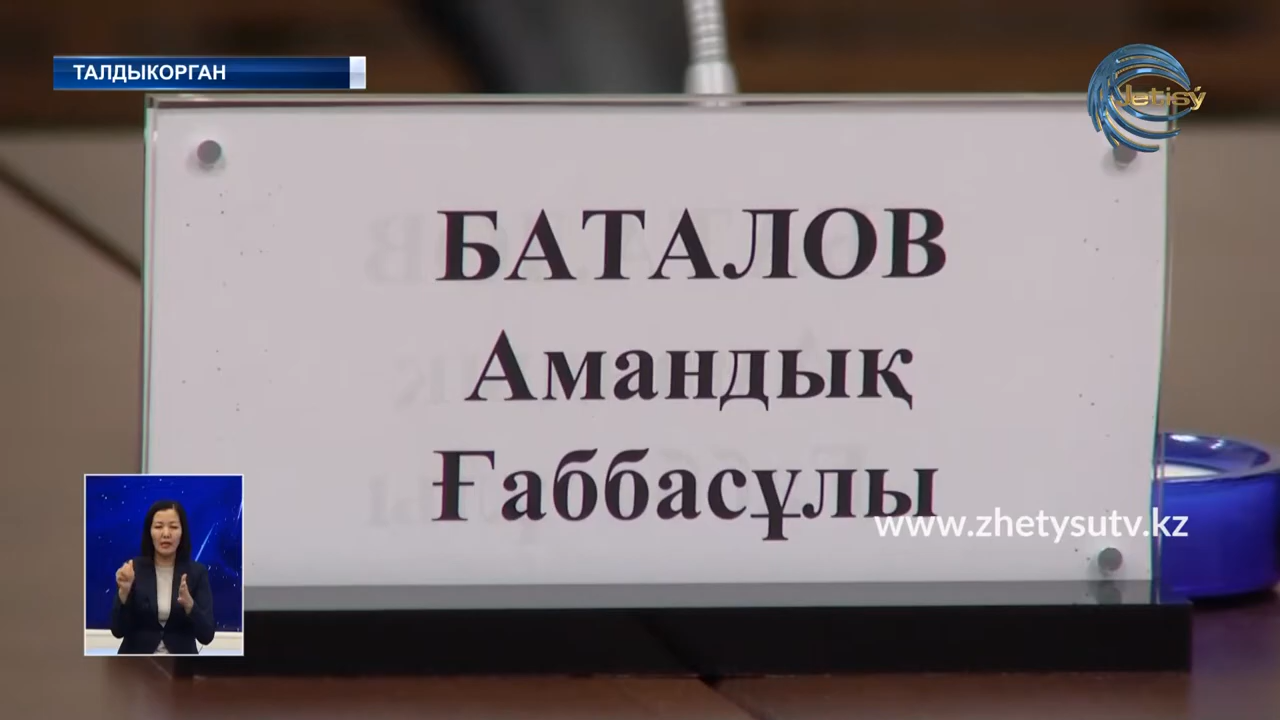 ТАЛДЫКОРГАН
Jetisý
БАТАЛОВ
Амандық
Ғаббасұлы
www.zhetysutv.kz